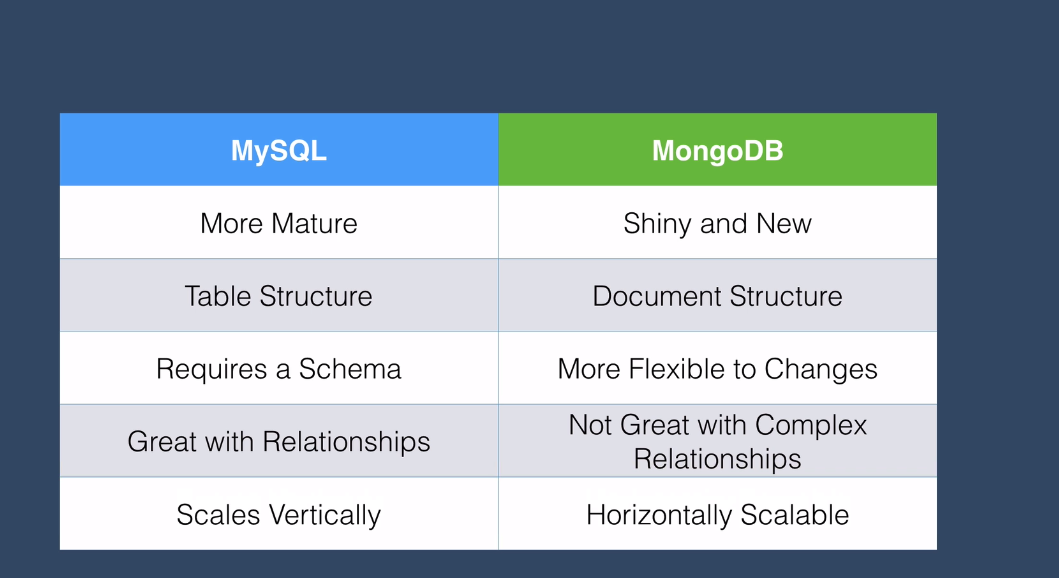 MySQL
MongoDB
More Mature
Shiny and New
Table Structure
Document Structure
Requires a Schema
More Flexible to Changes
Great with Relationships
Not Great with Complex
Relationships
Scales Vertically
Horizontally Scalable